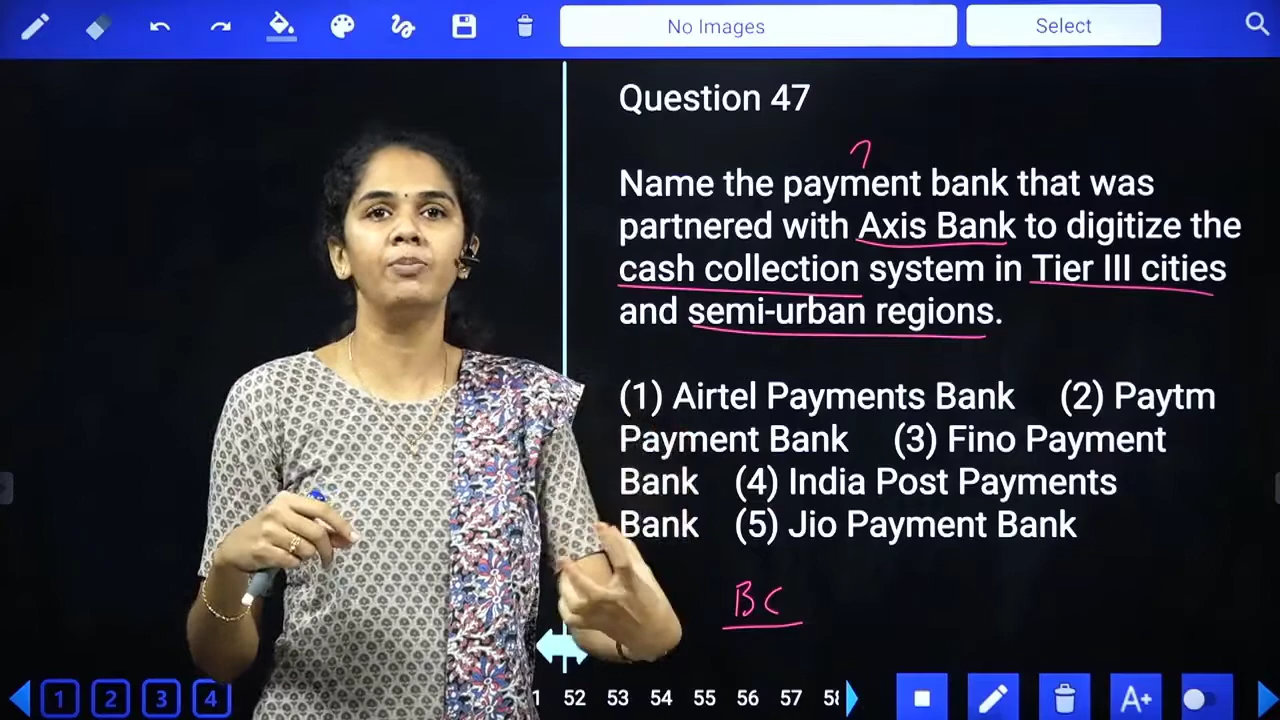 No Images
Select
Question 47
?
Name the payment bank that was
partnered with Axis Bank to digitize the
cash collection system in Tier III cities
and semi-urban regions.
(1) Airtel Payments Bank (2) Paytm
Payment Bank (3) Fino Payment
Bank (4) India Post Payments
Bank (5) Jio Payment Bank
BC
1 2 3 4
52 53 54 55 56 57
A+